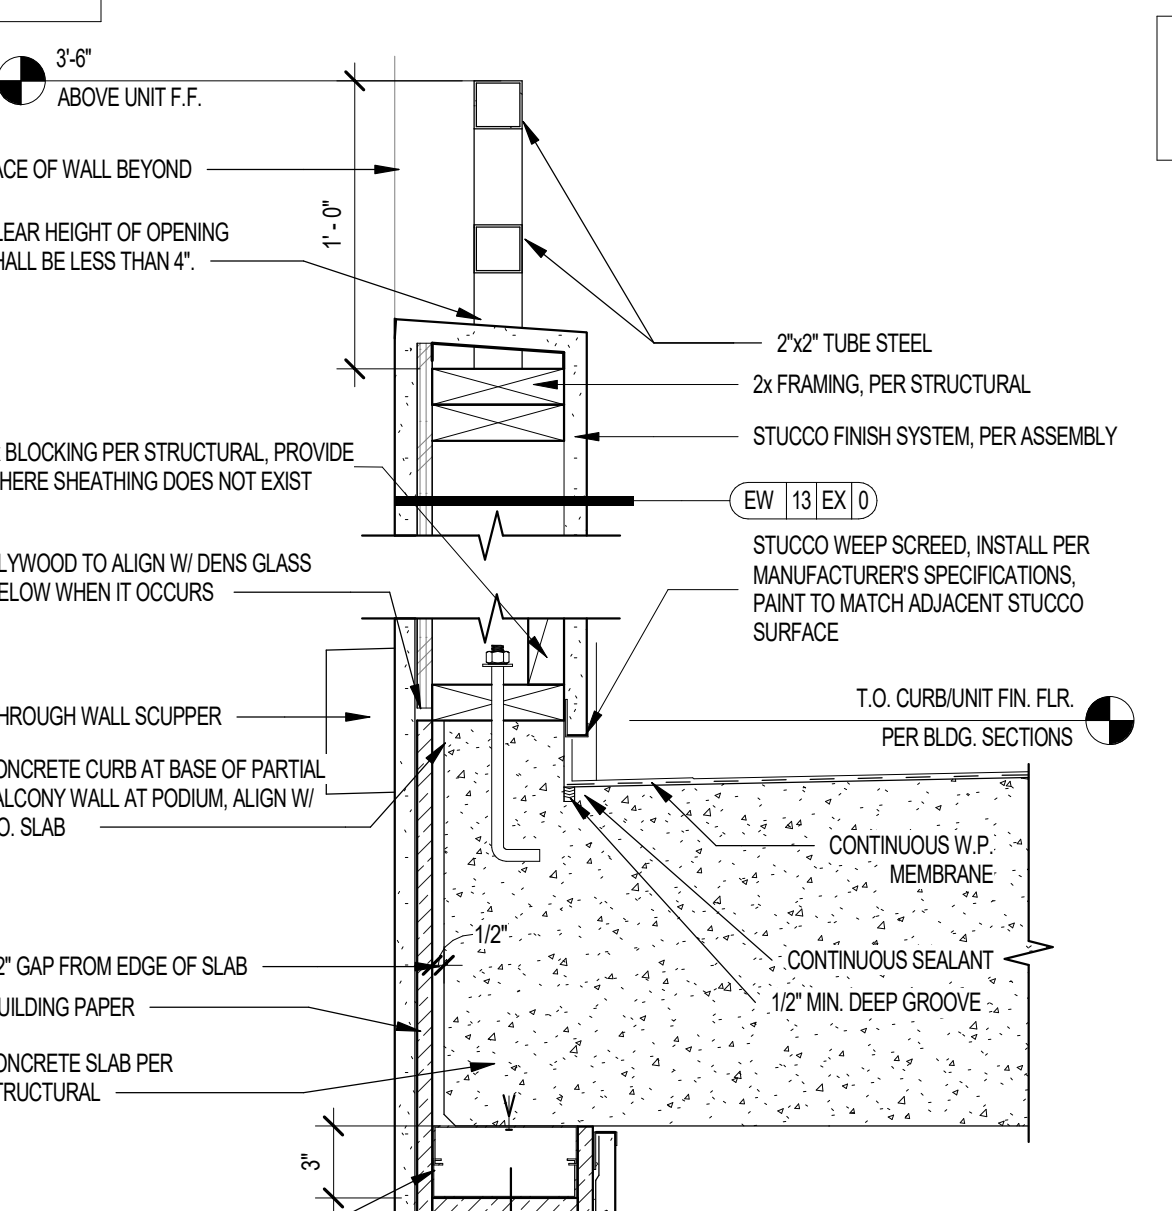 3'-6"
ABOVE UNIT F.F.
ACE OF WALL BEYOND
LEAR HEIGHT OF OPENING
HALL BE LESS THAN 4".
1' - 0"
2"x2" TUBE STEEL
2x FRAMING, PER STRUCTURAL
STUCCO FINISH SYSTEM, PER ASSEMBLY
BLOCKING PER STRUCTURAL, PROVIDE
HERE SHEATHING DOES NOT EXIST
EW 13 EX 0
STUCCO WEEP SCREED, INSTALL PER
MANUFACTURER'S SPECIFICATIONS,
PAINT TO MATCH ADJACENT STUCCO
SURFACE
LYWOOD TO ALIGN W/ DENS GLASS
ELOW WHEN IT OCCURS
T.O. CURB/UNIT FIN. FLR.
PER BLDG. SECTIONS
HROUGH WALL SCUPPER
ONCRETE CURB AT BASE OF PARTIAL
ALCONY WALL AT PODIUM, ALIGN W/
O. SLAB
CONTINUOUS W.P.
MEMBRANE
1/2"
2" GAP FROM EDGE OF SLAB
CONTINUOUS SEALANT
1/2" MIN. DEEP GROOVE
UILDING PAPER
ONCRETE SLAB PER
TRUCTURAL
3"